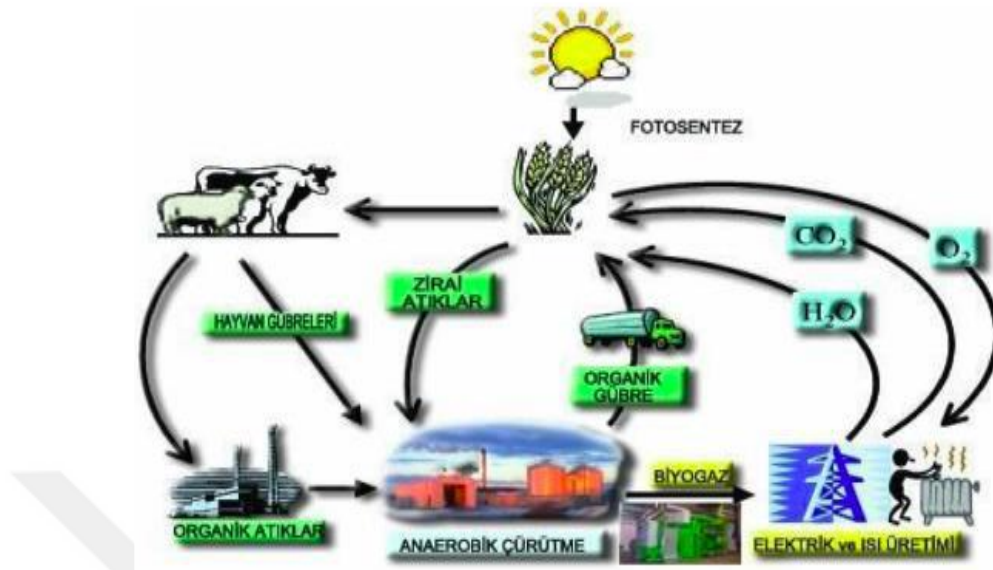 FOTOSENTEZ
CO₂
O₂
ZİRAİ
ATIKLAR
H₂O
HAYVAN GÜBRELERİ
ORGANİK
GÜBRE
BİYOGAZ
ORGANİK ATIKLAR
ANAEROBİK ÇÜRÜTME
ELEKTRİK ve ISI ÜRETİMİ